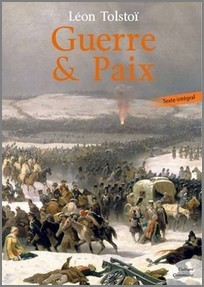 Léon Tolstoï
Guerre
& Paix
Texte intégral